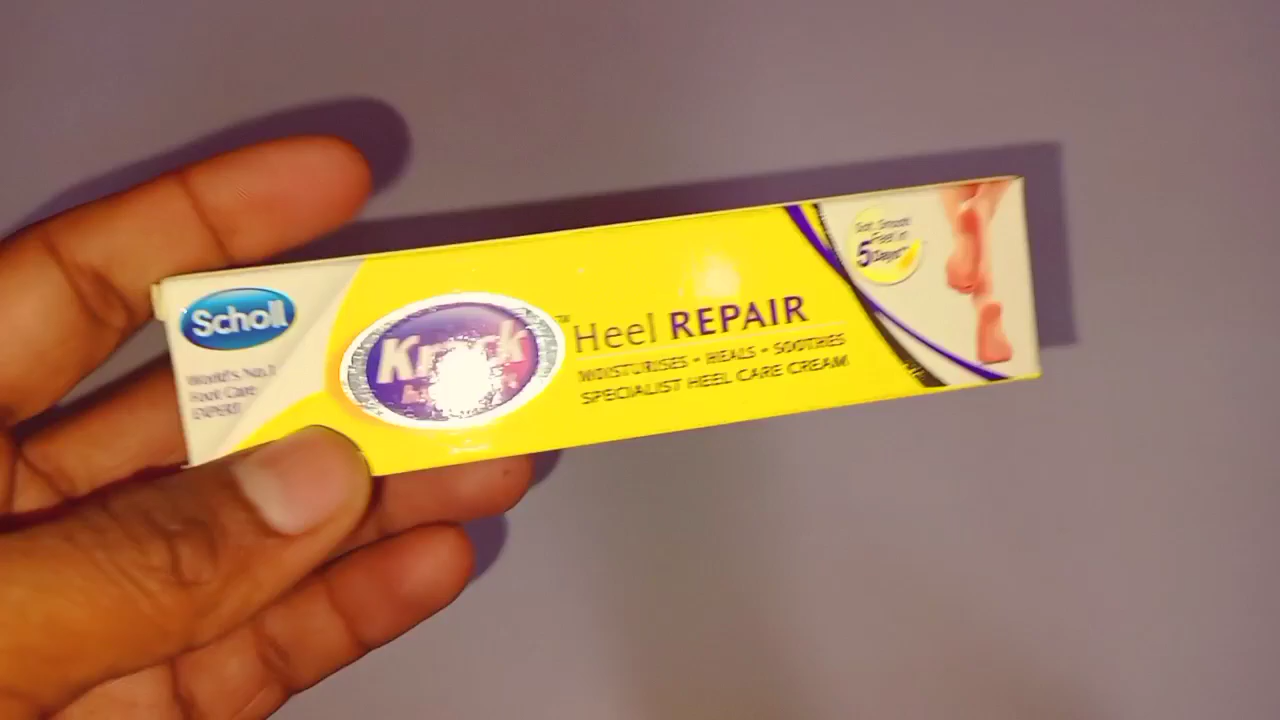 Scholl
World's No.1
Foot Care
EXPERT
Heel REPAIR
MOISTURISES • HEALS • SOOTHES
SPECIALIST HEEL CARE CREAM
Soft, Smooth
Feel in
5 Days